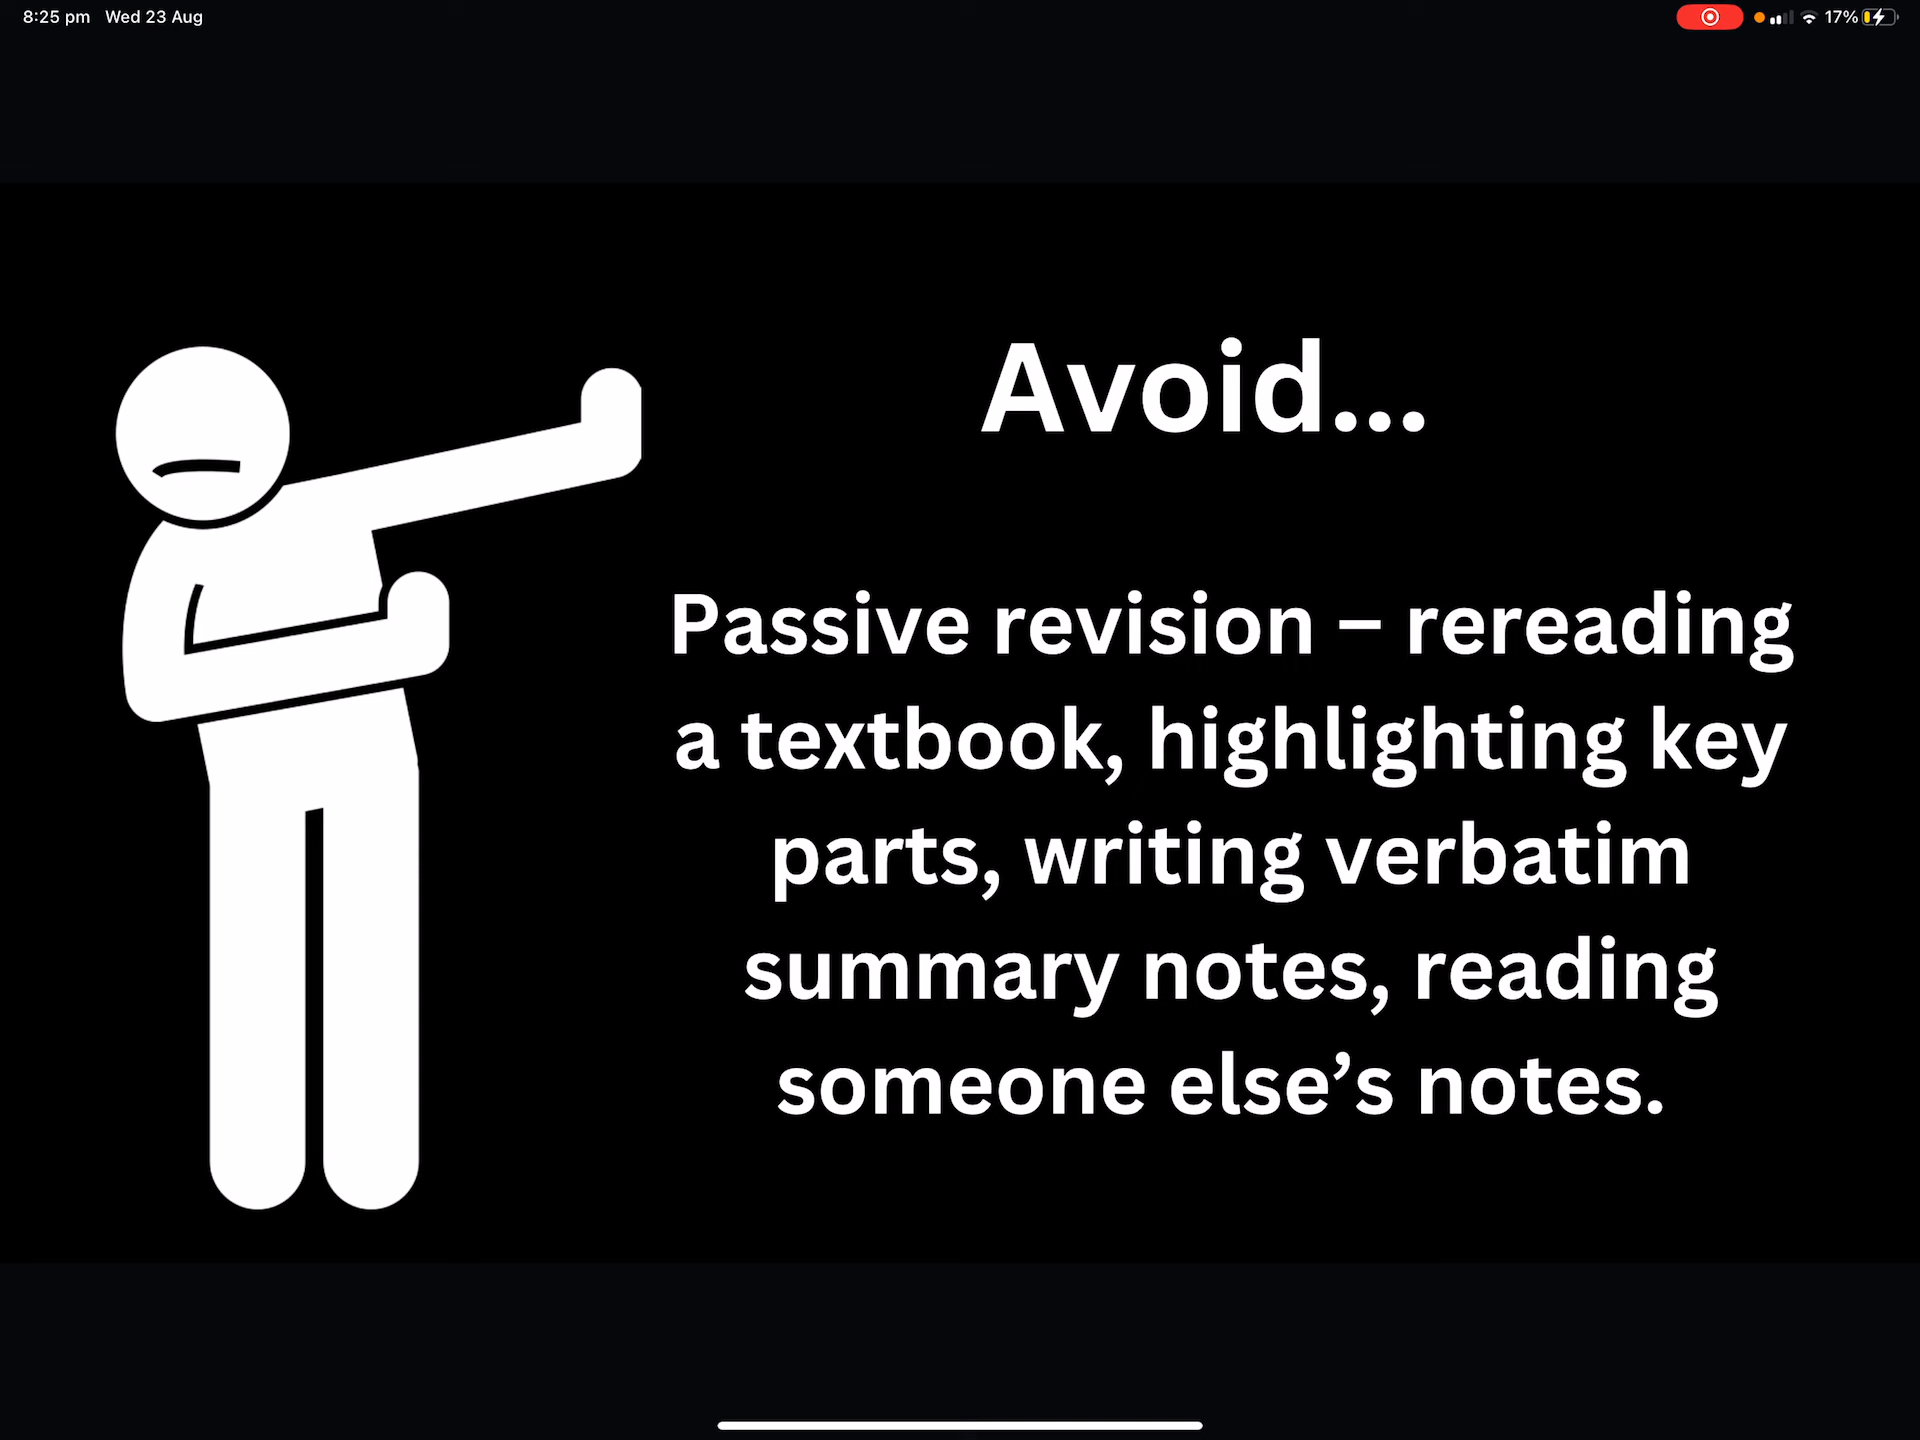 8:25 pm Wed 23 Aug
17%
Avoid...
Passive revision – rereading
a textbook, highlighting key
parts, writing verbatim
summary notes, reading
someone else’s notes.